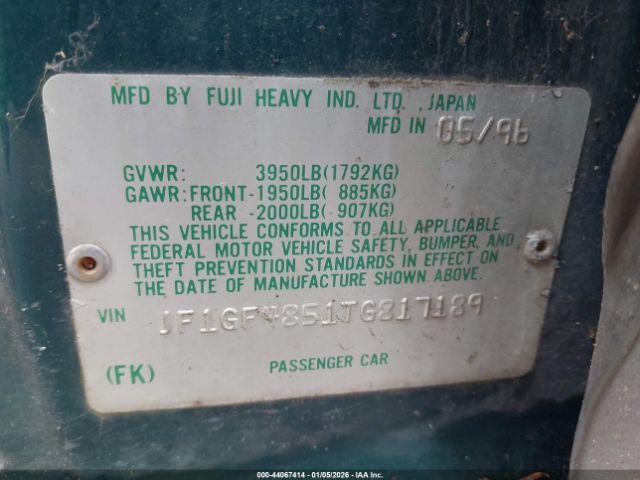 MFD BY FUJI HEAVY IND. LTD., JAPAN
MFD IN 05/96
GVWR: 3950LB(1792KG)
GAWR:FRONT-1950LB( 885KG)
REAR -2000LB( 907KG)
THIS VEHICLE CONFORMS TO ALL APPLICABLE
FEDERAL MOTOR VEHICLE SAFETY, BUMPER, AND
THEFT PREVENTION STANDARDS IN EFFECT ON
THE DATE OF MANUFACTURE SHOWN ABOVE.
VIN JF1GF4851TG817189
(FK) PASSENGER CAR
000-44067414 | 01/05/2026 - IAA Inc.